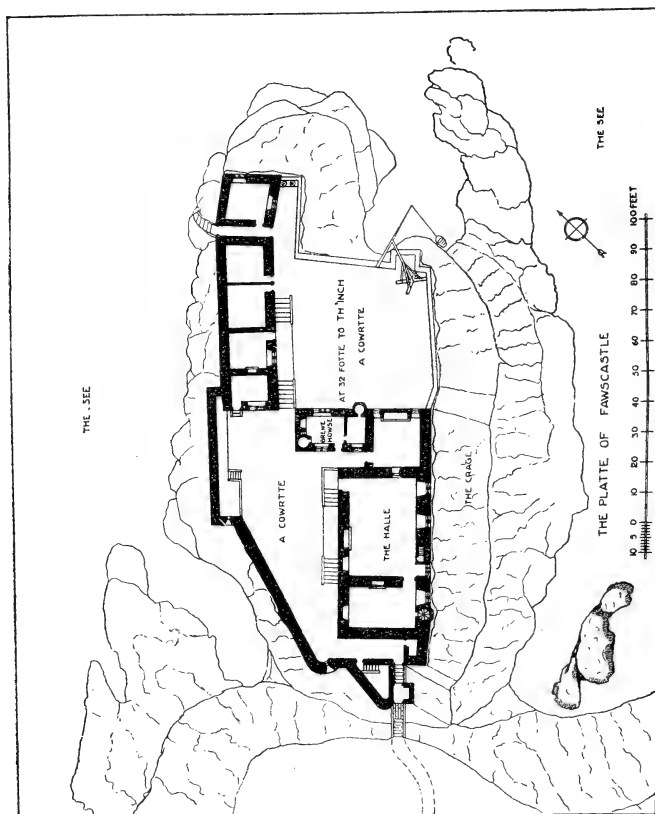 THE SEE
THE SEE
AT 32 FOTTE TO TH INCH
A COWRTTE
BREWE
HOWSE
A COWRTTE
THE HALLE
THE CRAGE
THE PLATTE OF FAWSCASTLE
10 5 0 10 20 30 40 50 60 70 80 90 100 FEET